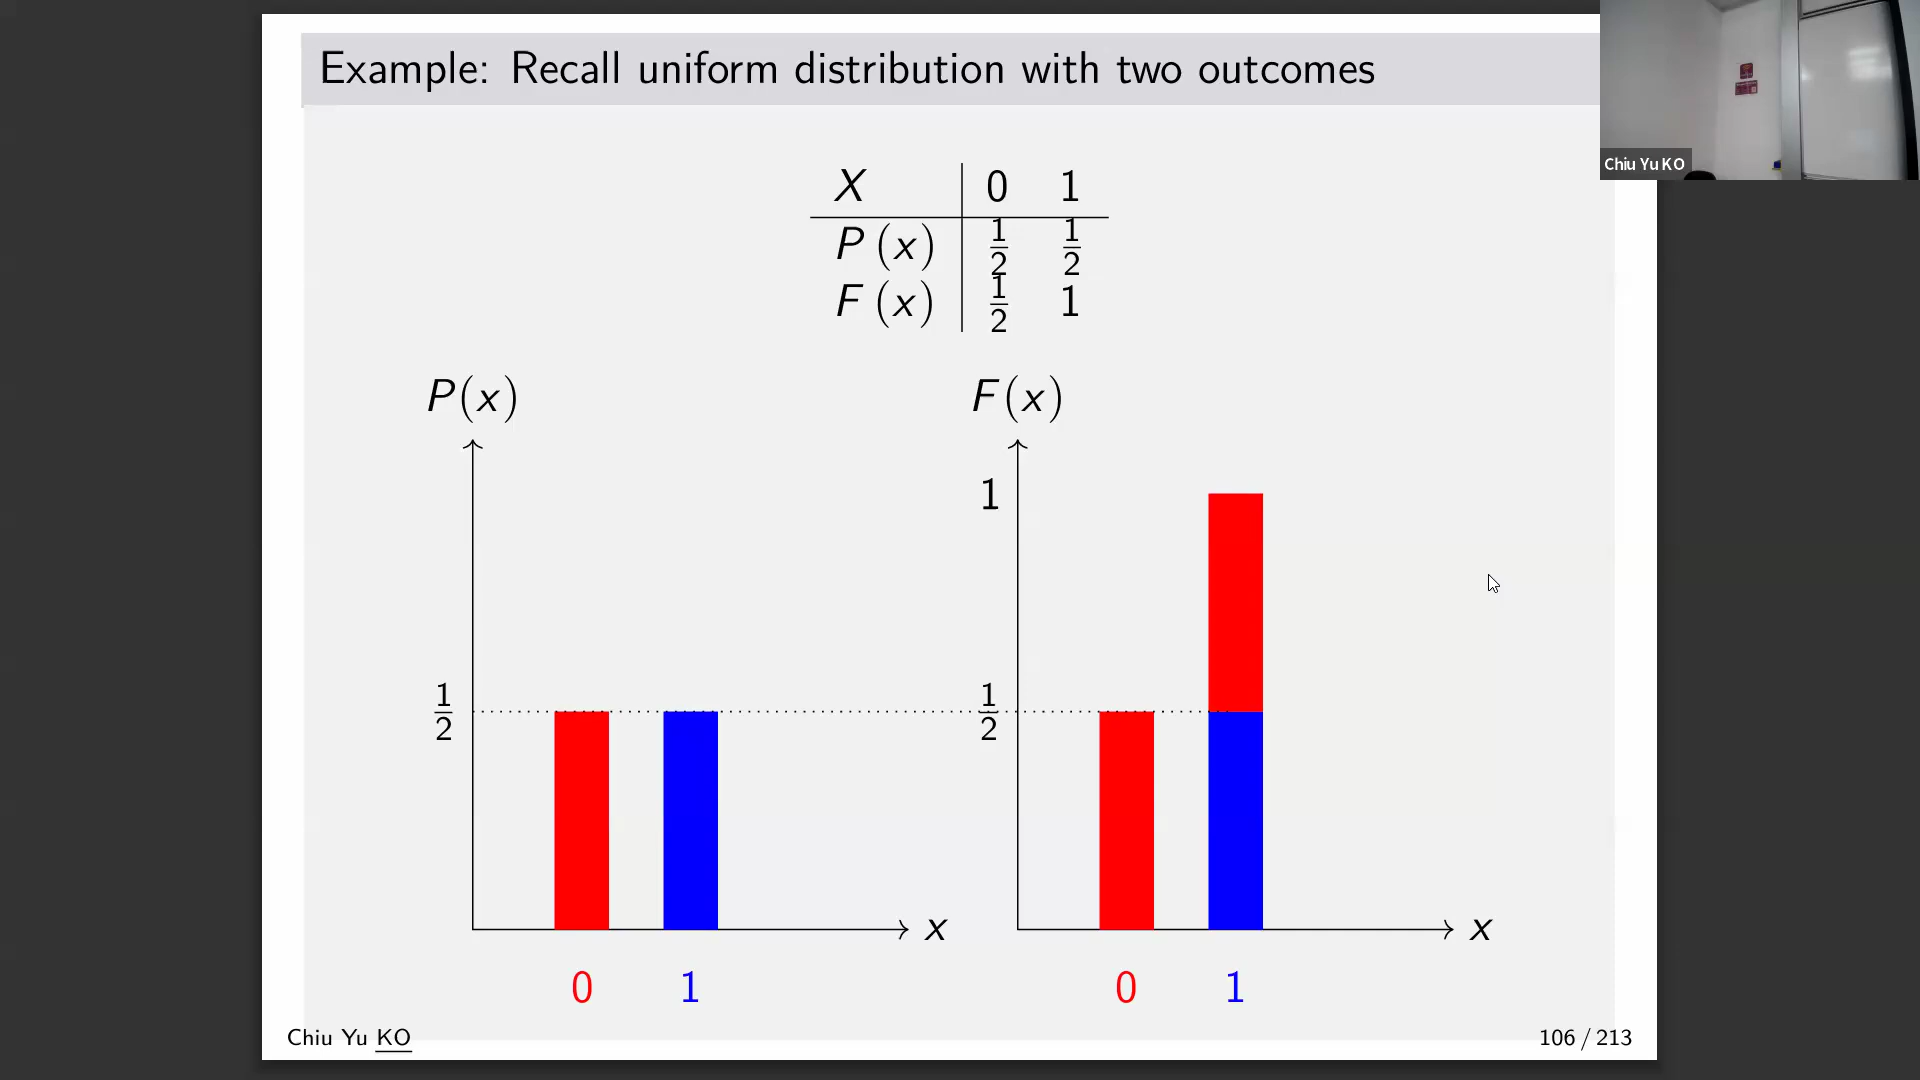 Example: Recall uniform distribution with two outcomes
Chiu Yu KO
X 0 1
P (x) 1/2 1/2
F (x) 1/2 1
P(x) F(x)
1
1/2 1/2
x x
0 1 0 1
Chiu Yu KO 106 / 213